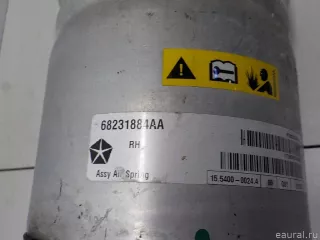 68231884AA
RH
Assy Air Spring
15.5400-0024.4
eaural.ru